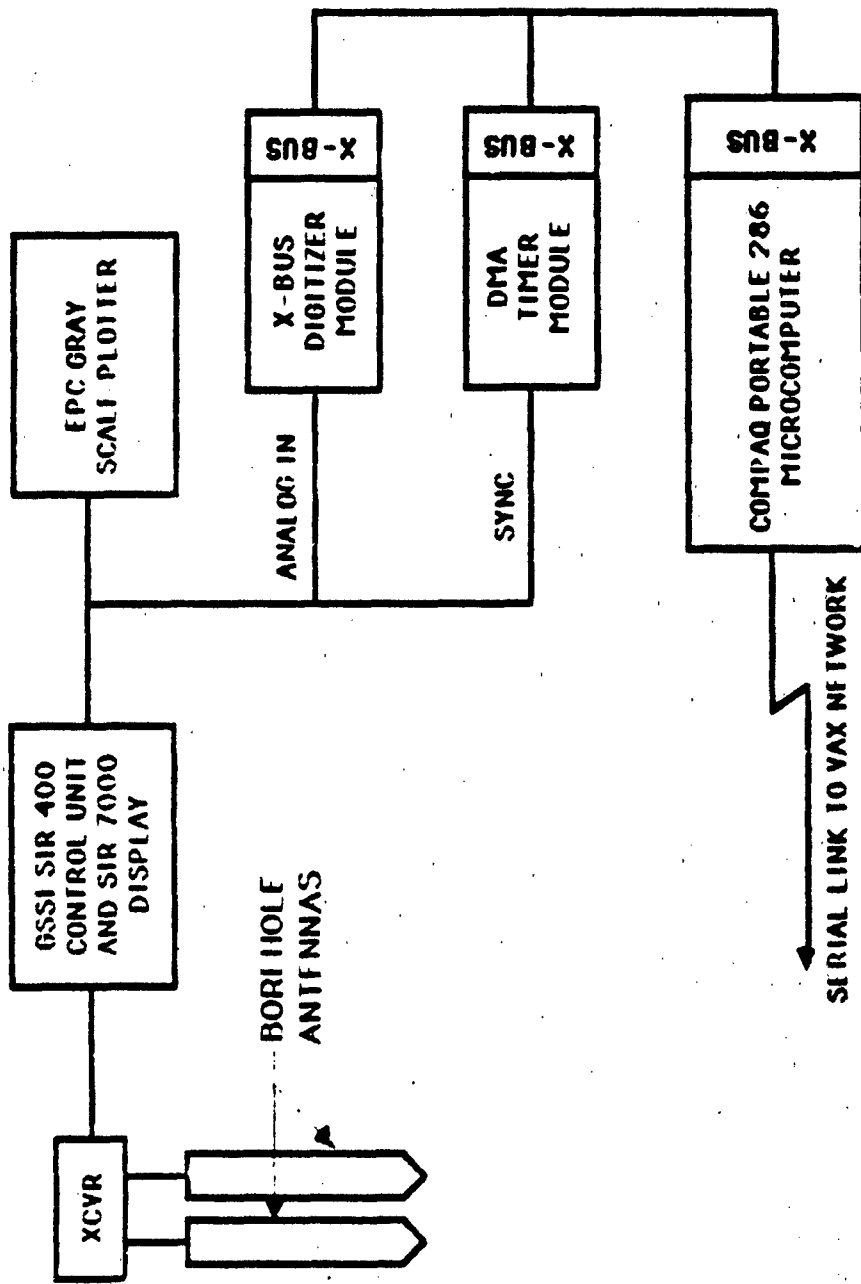 XCVR
GSSI SIR 400
CONTROL UNIT
AND SIR 7000
DISPLAY
EPC GRAY
SCALE PLOTTER
BOREHOLE
ANTENNAS
ANALOG IN
X-BUS
DIGITIZER
MODULE
X-BUS
SYNC
DMA
TIMER
MODULE
X-BUS
COMPAQ PORTABLE 286
MICROCOMPUTER
X-BUS
SERIAL LINK TO VAX NETWORK